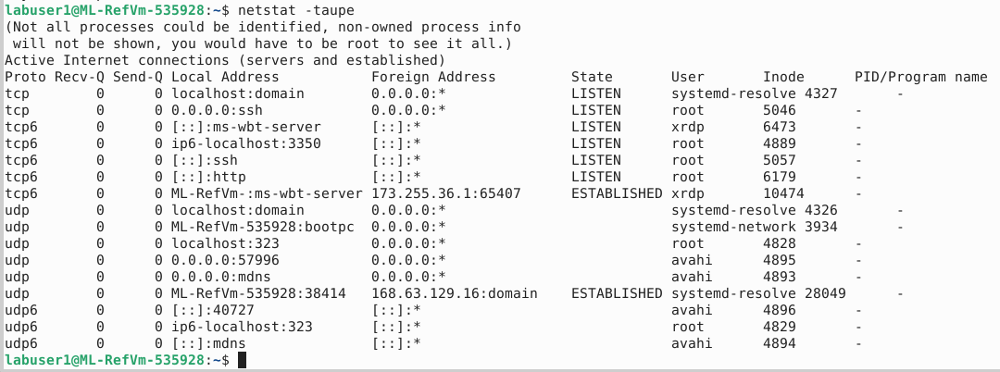 labuser1@ML-RefVm-535928:~$ netstat -taupe
(Not all processes could be identified, non-owned process info
 will not be shown, you would have to be root to see it all.)
Active Internet connections (servers and established)
Proto Recv-Q Send-Q Local Address           Foreign Address         State       User       Inode      PID/Program name
tcp        0      0 localhost:domain        0.0.0.0:*               LISTEN      systemd-resolve 4327       -
tcp        0      0 0.0.0.0:ssh             0.0.0.0:*               LISTEN      root       5046       -
tcp6       0      0 [::]:ms-wbt-server      [::]:*                  LISTEN      xrdp       6473       -
tcp6       0      0 ip6-localhost:3350      [::]:*                  LISTEN      root       4889       -
tcp6       0      0 [::]:ssh                [::]:*                  LISTEN      root       5057       -
tcp6       0      0 [::]:http               [::]:*                  LISTEN      root       6179       -
tcp6       0      0 ML-RefVm-:ms-wbt-server 173.255.36.1:65407      ESTABLISHED xrdp       10474      -
udp        0      0 localhost:domain        0.0.0.0:*                           systemd-resolve 4326       -
udp        0      0 ML-RefVm-535928:bootpc  0.0.0.0:*                           systemd-network 3934       -
udp        0      0 localhost:323           0.0.0.0:*                           root       4828       -
udp        0      0 0.0.0.0:57996           0.0.0.0:*                           avahi      4895       -
udp        0      0 0.0.0.0:mdns            0.0.0.0:*                           avahi      4893       -
udp        0      0 ML-RefVm-535928:38414   168.63.129.16:domain    ESTABLISHED systemd-resolve 28049      -
udp6       0      0 [::]:40727              [::]:*                              avahi      4896       -
udp6       0      0 ip6-localhost:323       [::]:*                              root       4829       -
udp6       0      0 [::]:mdns               [::]:*                              avahi      4894       -
labuser1@ML-RefVm-535928:~$